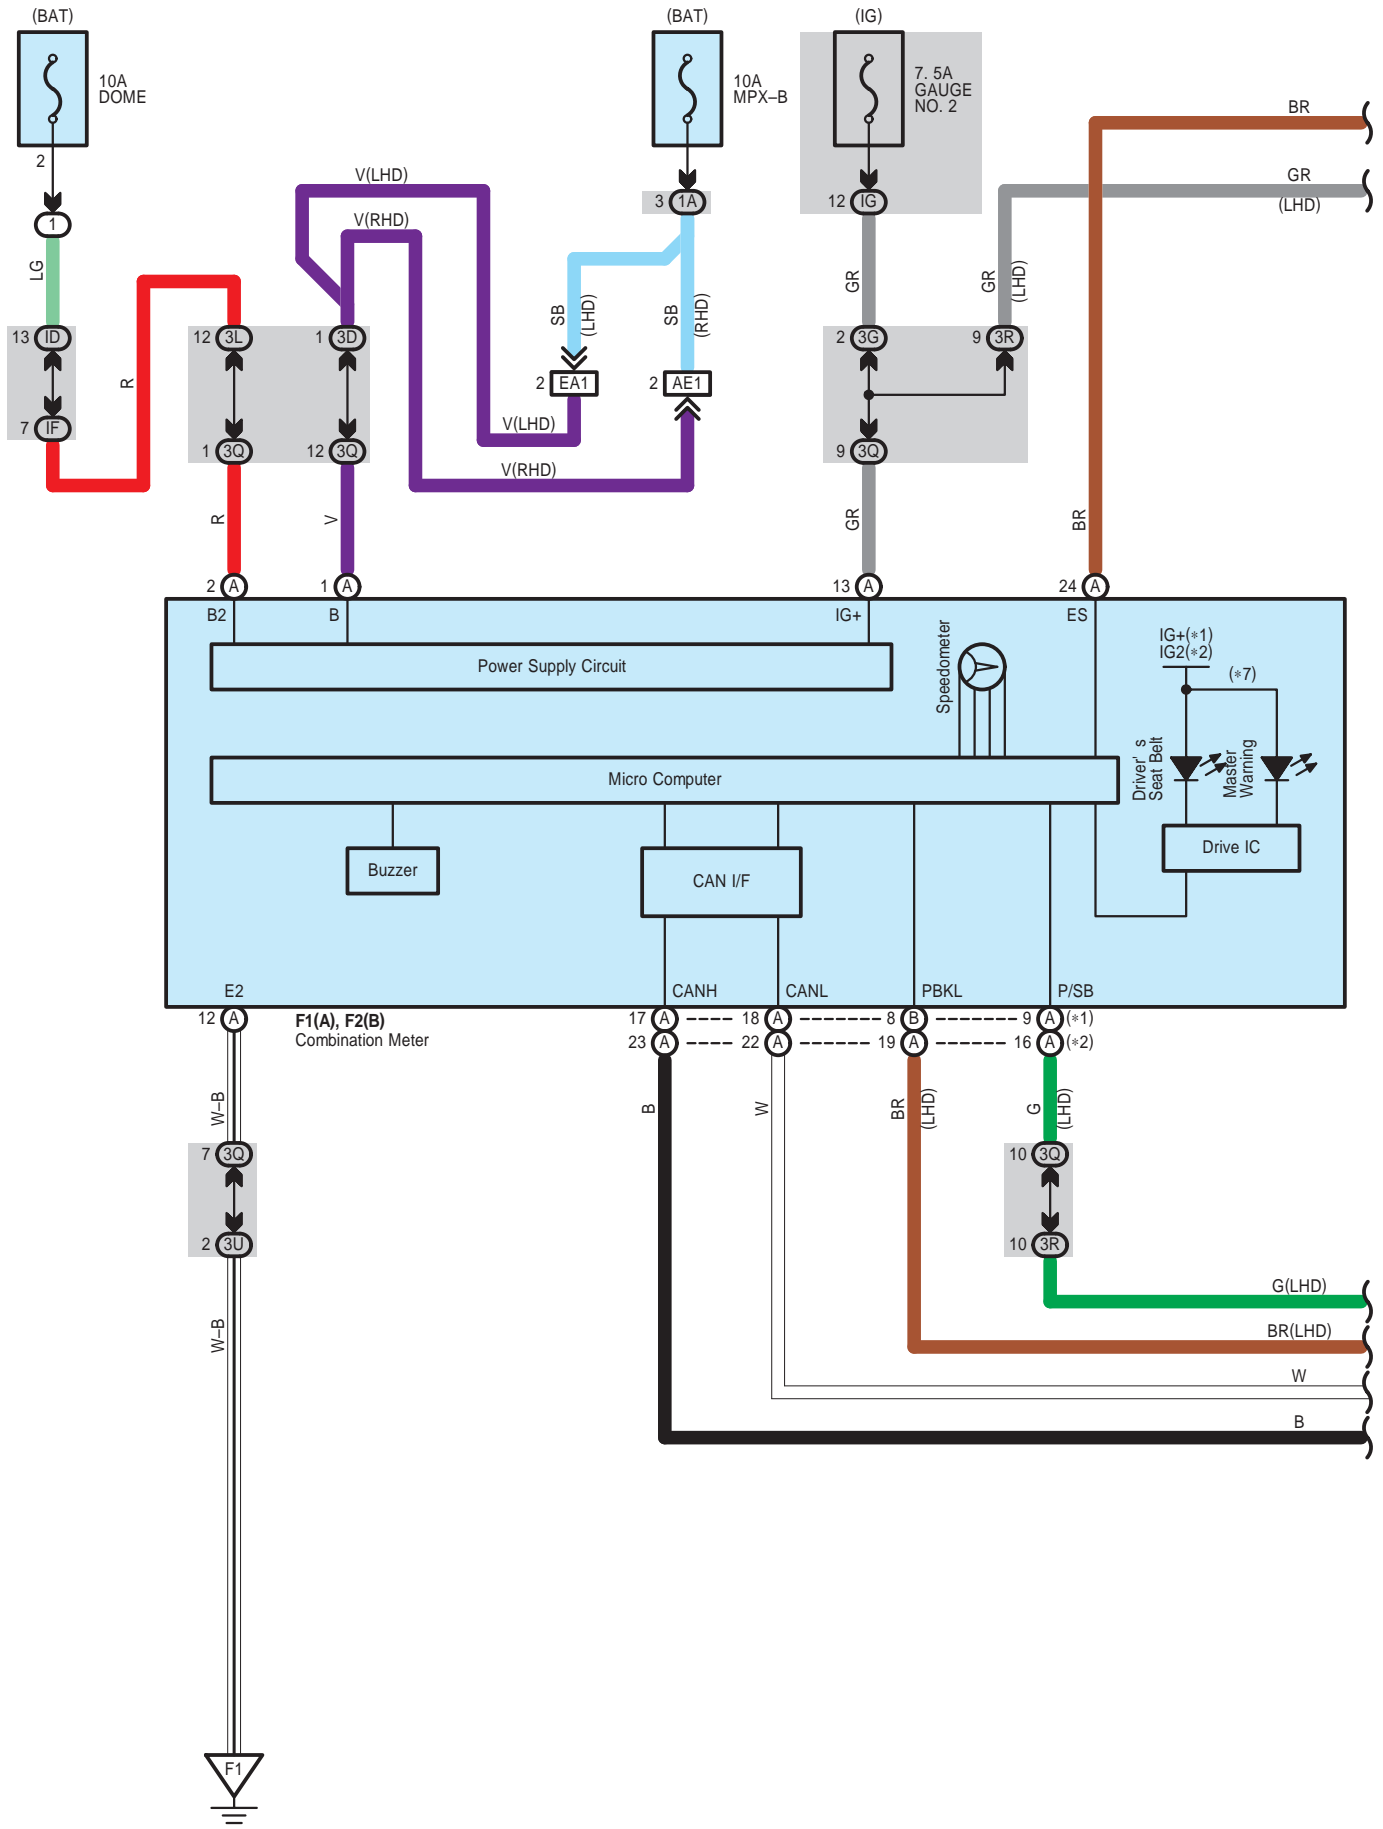 (BAT)
(BAT)
(IG)
10A
DOME
10A
MPX–B
7. 5A
GAUGE
NO. 2
BR
2
V(LHD)
GR
(LHD)
3 1A
12 IG
1
V(RHD)
LG
GR
GR
(LHD)
SB
(LHD)
SB
(RHD)
13 ID
12 3L
1 3D
2 3G
9 3R
R
2 EA1
2 AE1
7 IF
V(LHD)
1 3Q
12 3Q
9 3Q
V(RHD)
R
V
GR
BR
2 A
1 A
13 A
24 A
B2
B
IG+
ES
Speedometer
IG+(*1)
IG2(*2)
(*7)
Power Supply Circuit
Driver' s
Seat Belt
Master
Warning
Micro Computer
Drive IC
Buzzer
CAN I/F
E2
CANH
CANL
PBKL
P/SB
12 A
F1(A), F2(B)
Combination Meter
17 A
18 A
8 B
9 A (*1)
23 A
22 A
19 A
16 A (*2)
W–B
B
W
BR
(LHD)
G
(LHD)
7 3Q
10 3Q
2 3U
10 3R
G(LHD)
W–B
BR(LHD)
W
B
F1